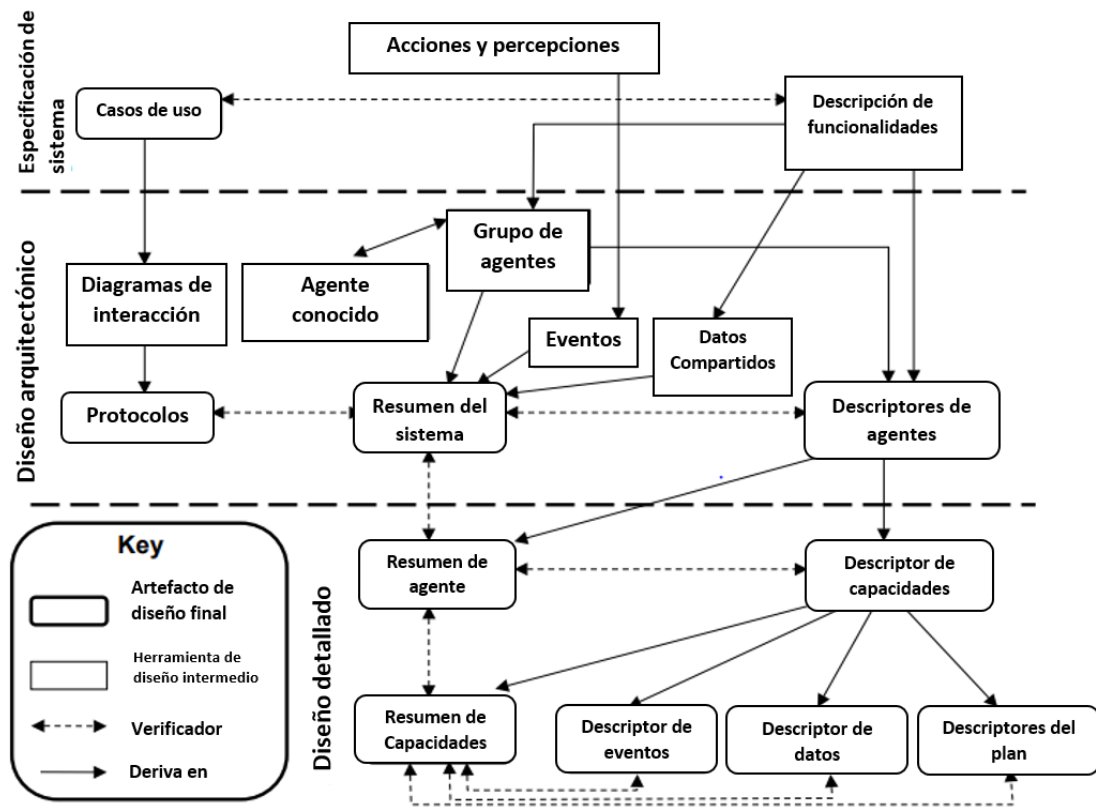 Especificación de
sistema
Acciones y percepciones
Casos de uso
Descripción de
funcionalidades
Diseño arquitectónico
Grupo de
agentes
Diagramas de
interacción
Agente
conocido
Eventos
Datos
Compartidos
Protocolos
Resumen del
sistema
Descriptores de
agentes
Diseño detallado
Resumen de
agente
Descriptor de
capacidades
Resumen de
Capacidades
Descriptor de
eventos
Descriptor de
datos
Descriptores del
plan
Key
Artefacto de
diseño final
Herramienta de
diseño intermedio
Verificador
Deriva en